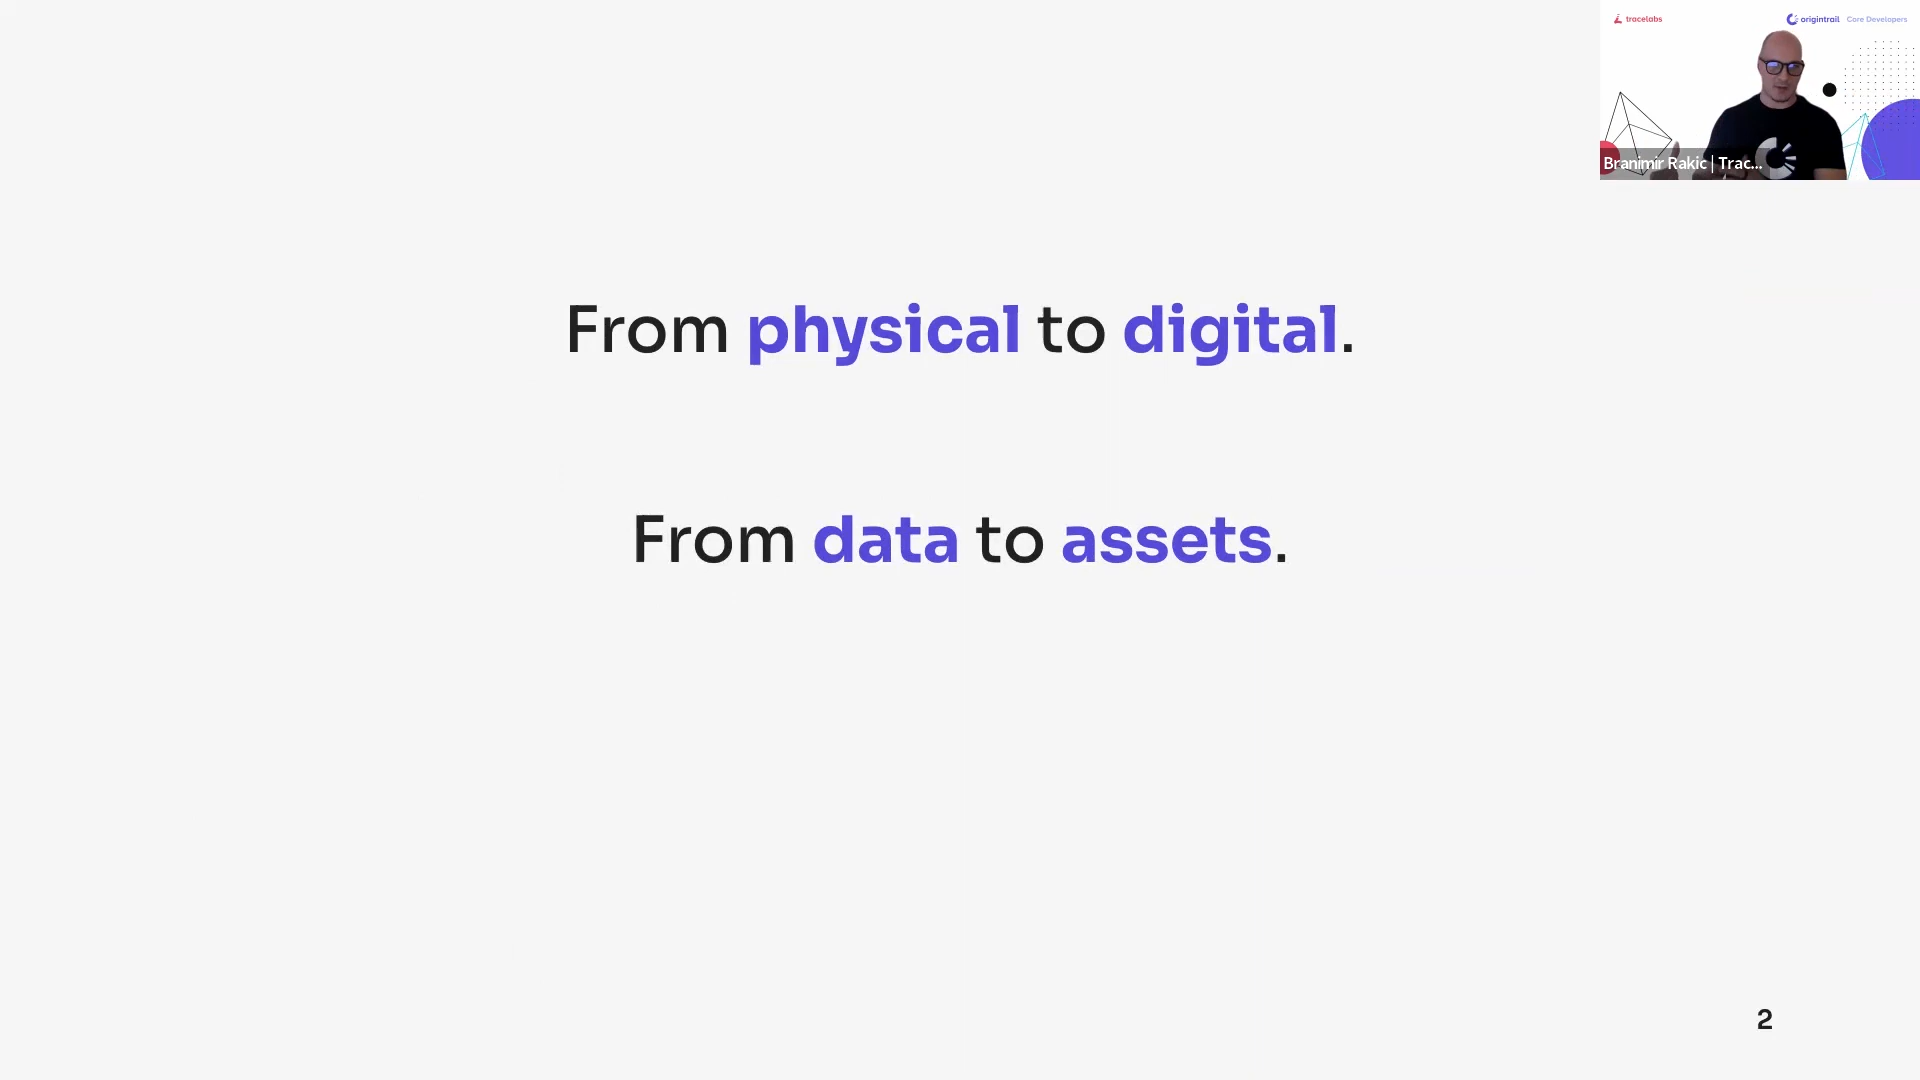 tracelabs
origintrail Core Developers
Branimir Rakic | Trac...
From physical to digital.
From data to assets.
2